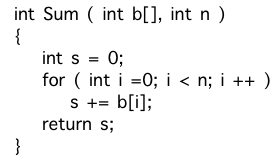 int Sum ( int b[], int n )
{
int s = 0;
for ( int i =0; i < n; i ++ )
s += b[i];
return s;
}